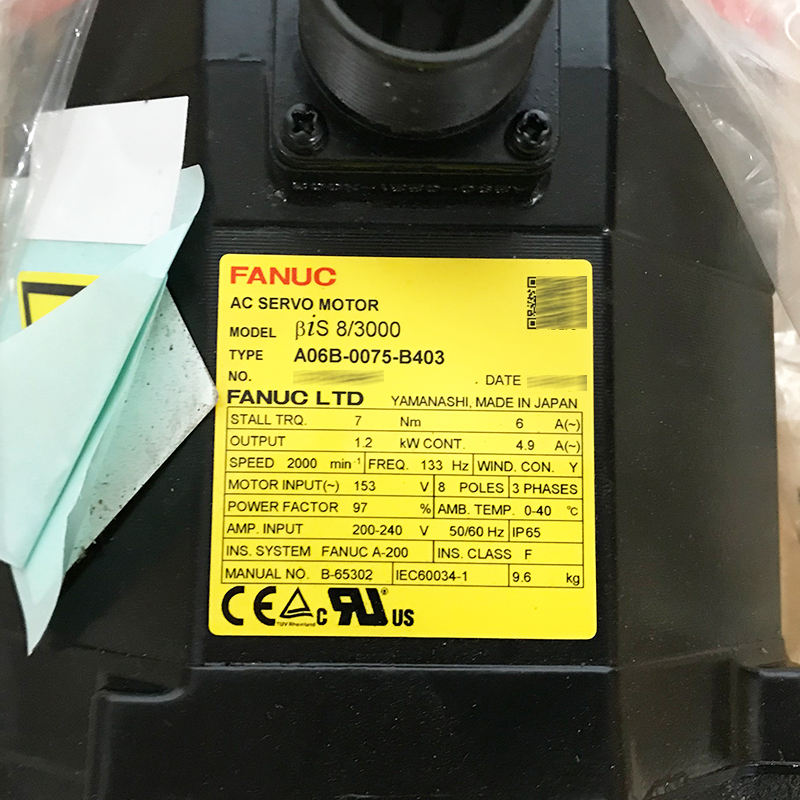 FANUC
AC SERVO MOTOR
MODEL βiS 8/3000
TYPE A06B-0075-B403
NO. DATE
FANUC LTD YAMANASHI, MADE IN JAPAN
STALL TRQ. 7 Nm 6 A(~)
OUTPUT 1.2 kW CONT. 4.9 A(~)
SPEED 2000 min-1 FREQ. 133 Hz WIND. CON. Y
MOTOR INPUT(~) 153 V 8 POLES 3 PHASES
POWER FACTOR 97 % AMB. TEMP. 0-40 °C
AMP. INPUT 200-240 V 50/60 Hz IP65
INS. SYSTEM FANUC A-200 INS. CLASS F
MANUAL NO. B-65302 IEC60034-1 9.6 kg
CE TÜV Rheinland c RU ® US